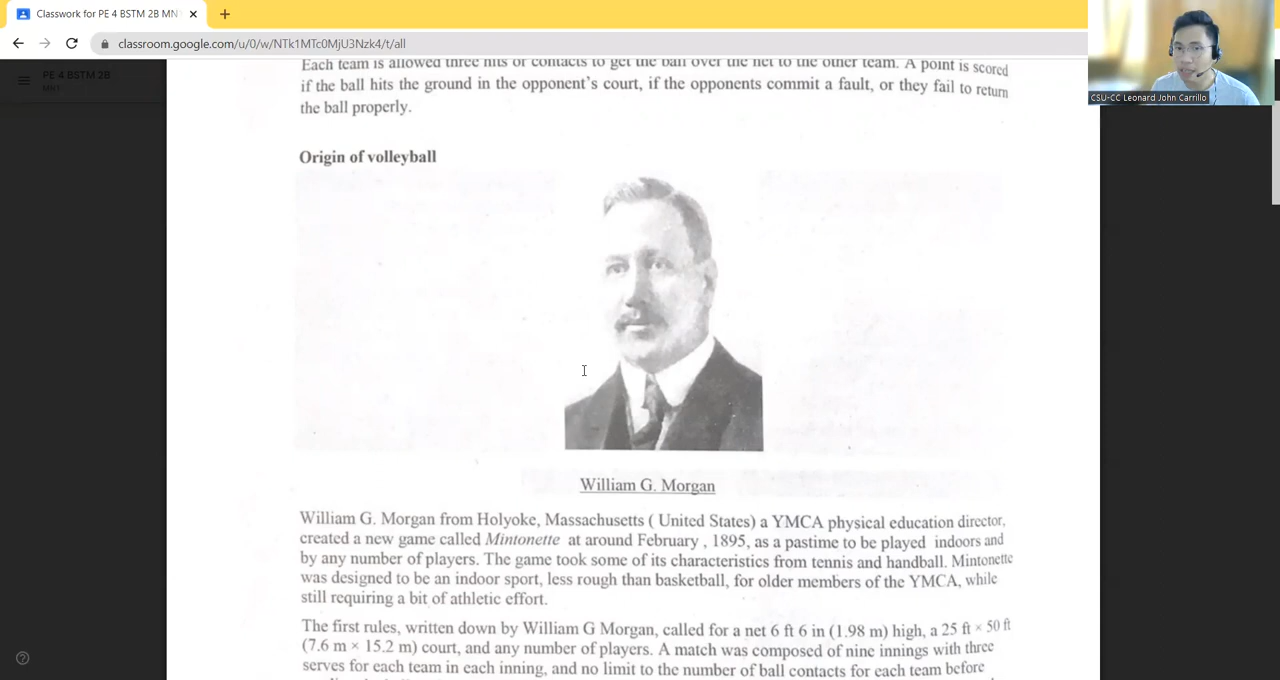 Classwork for PE 4 BSTM 2B MN
classroom.google.com/u/0/w/NTk1MTc0MjU3Nzk4/t/all
CSU-CC Leonard John Carrillo
PE 4 BSTM 2B
MN1
Each team is allowed three hits or contacts to get the ball over the net to the other team. A point is scored
if the ball hits the ground in the opponent's court, if the opponents commit a fault, or they fail to return
the ball properly.
Origin of volleyball
William G. Morgan
William G. Morgan from Holyoke, Massachusetts ( United States) a YMCA physical education director,
created a new game called Mintonette at around February , 1895, as a pastime to be played indoors and
by any number of players. The game took some of its characteristics from tennis and handball. Mintonette
was designed to be an indoor sport, less rough than basketball, for older members of the YMCA, while
still requiring a bit of athletic effort.
The first rules, written down by William G Morgan, called for a net 6 ft 6 in (1.98 m) high, a 25 ft × 50 ft
(7.6 m × 15.2 m) court, and any number of players. A match was composed of nine innings with three
serves for each team in each inning, and no limit to the number of ball contacts for each team before